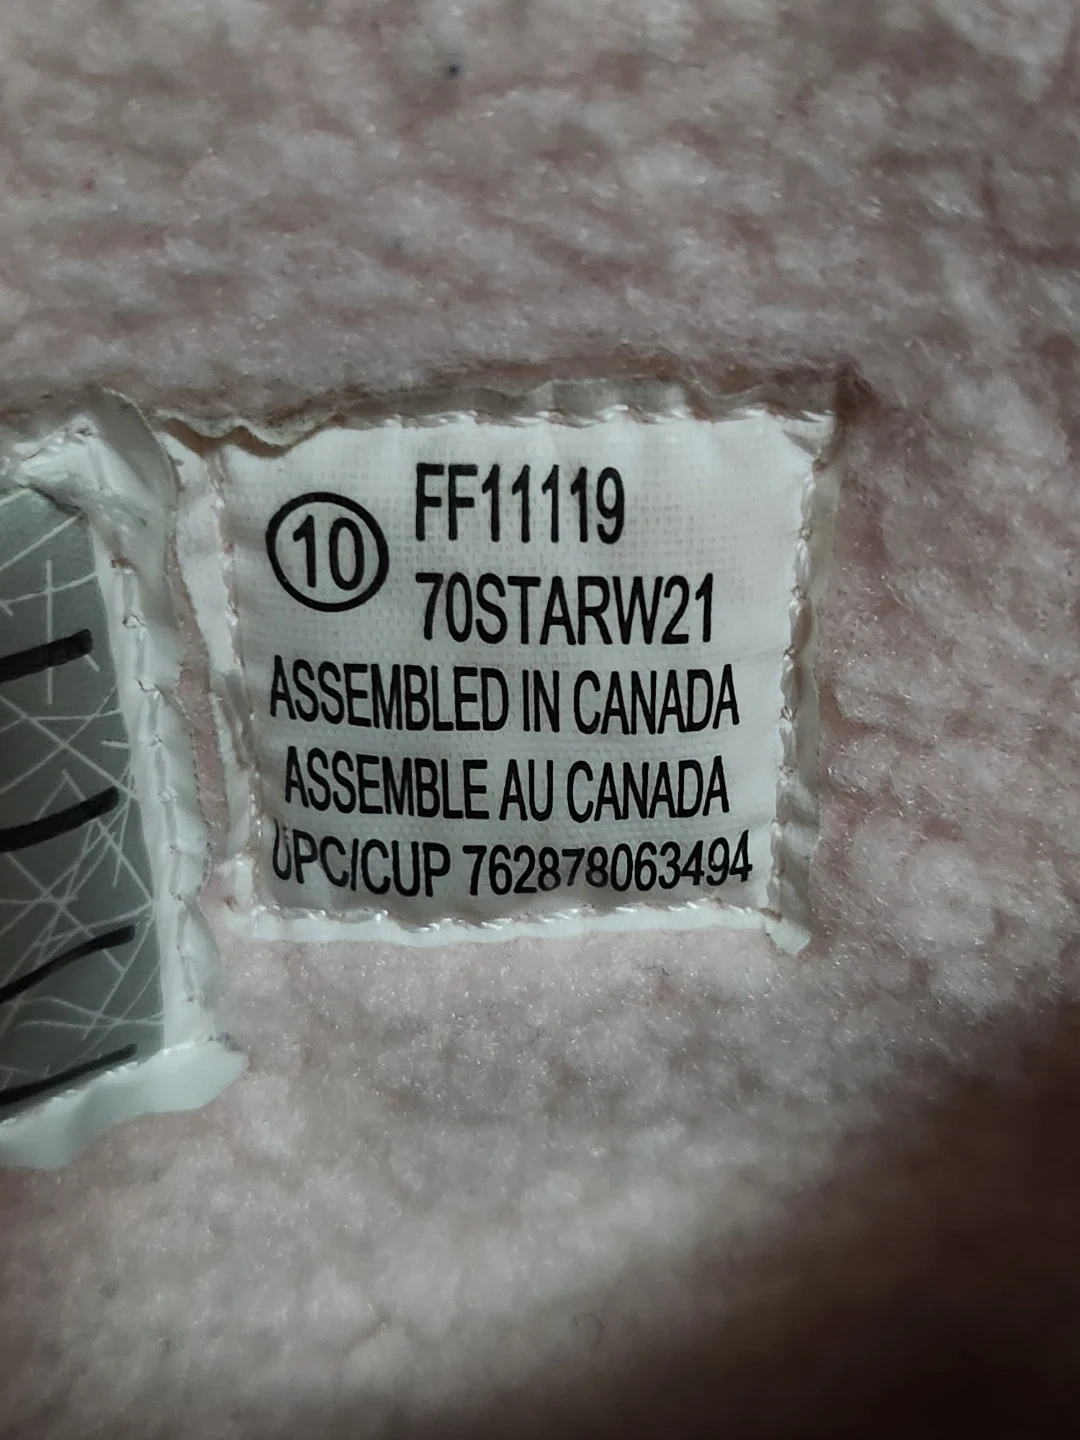 10 FF11119
70STARW21
ASSEMBLED IN CANADA
ASSEMBLE AU CANADA
UPC/CUP 762878063494